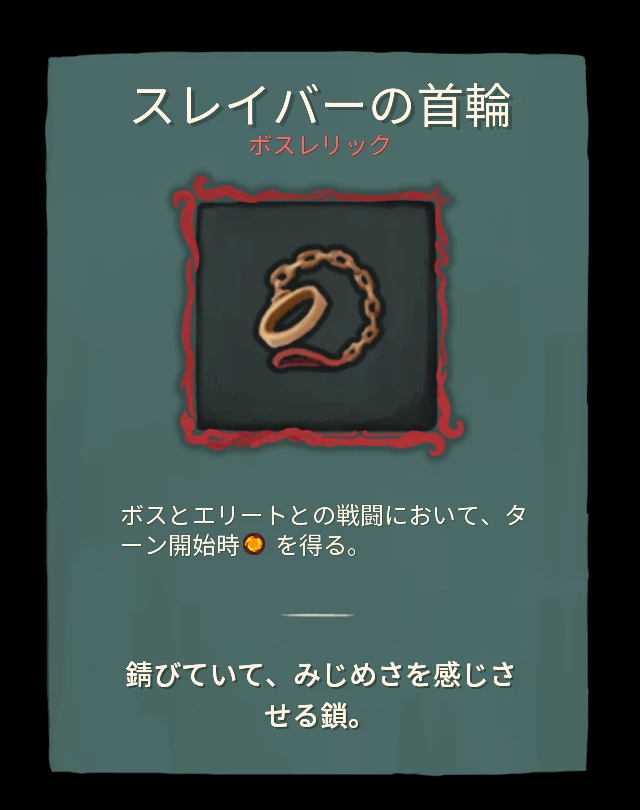 スレイバーの首輪
ボスレリック
ボスとエリートとの戦闘において、タ
ーン開始時 を得る。
錆びていて、みじめさを感じさ
せる鎖。